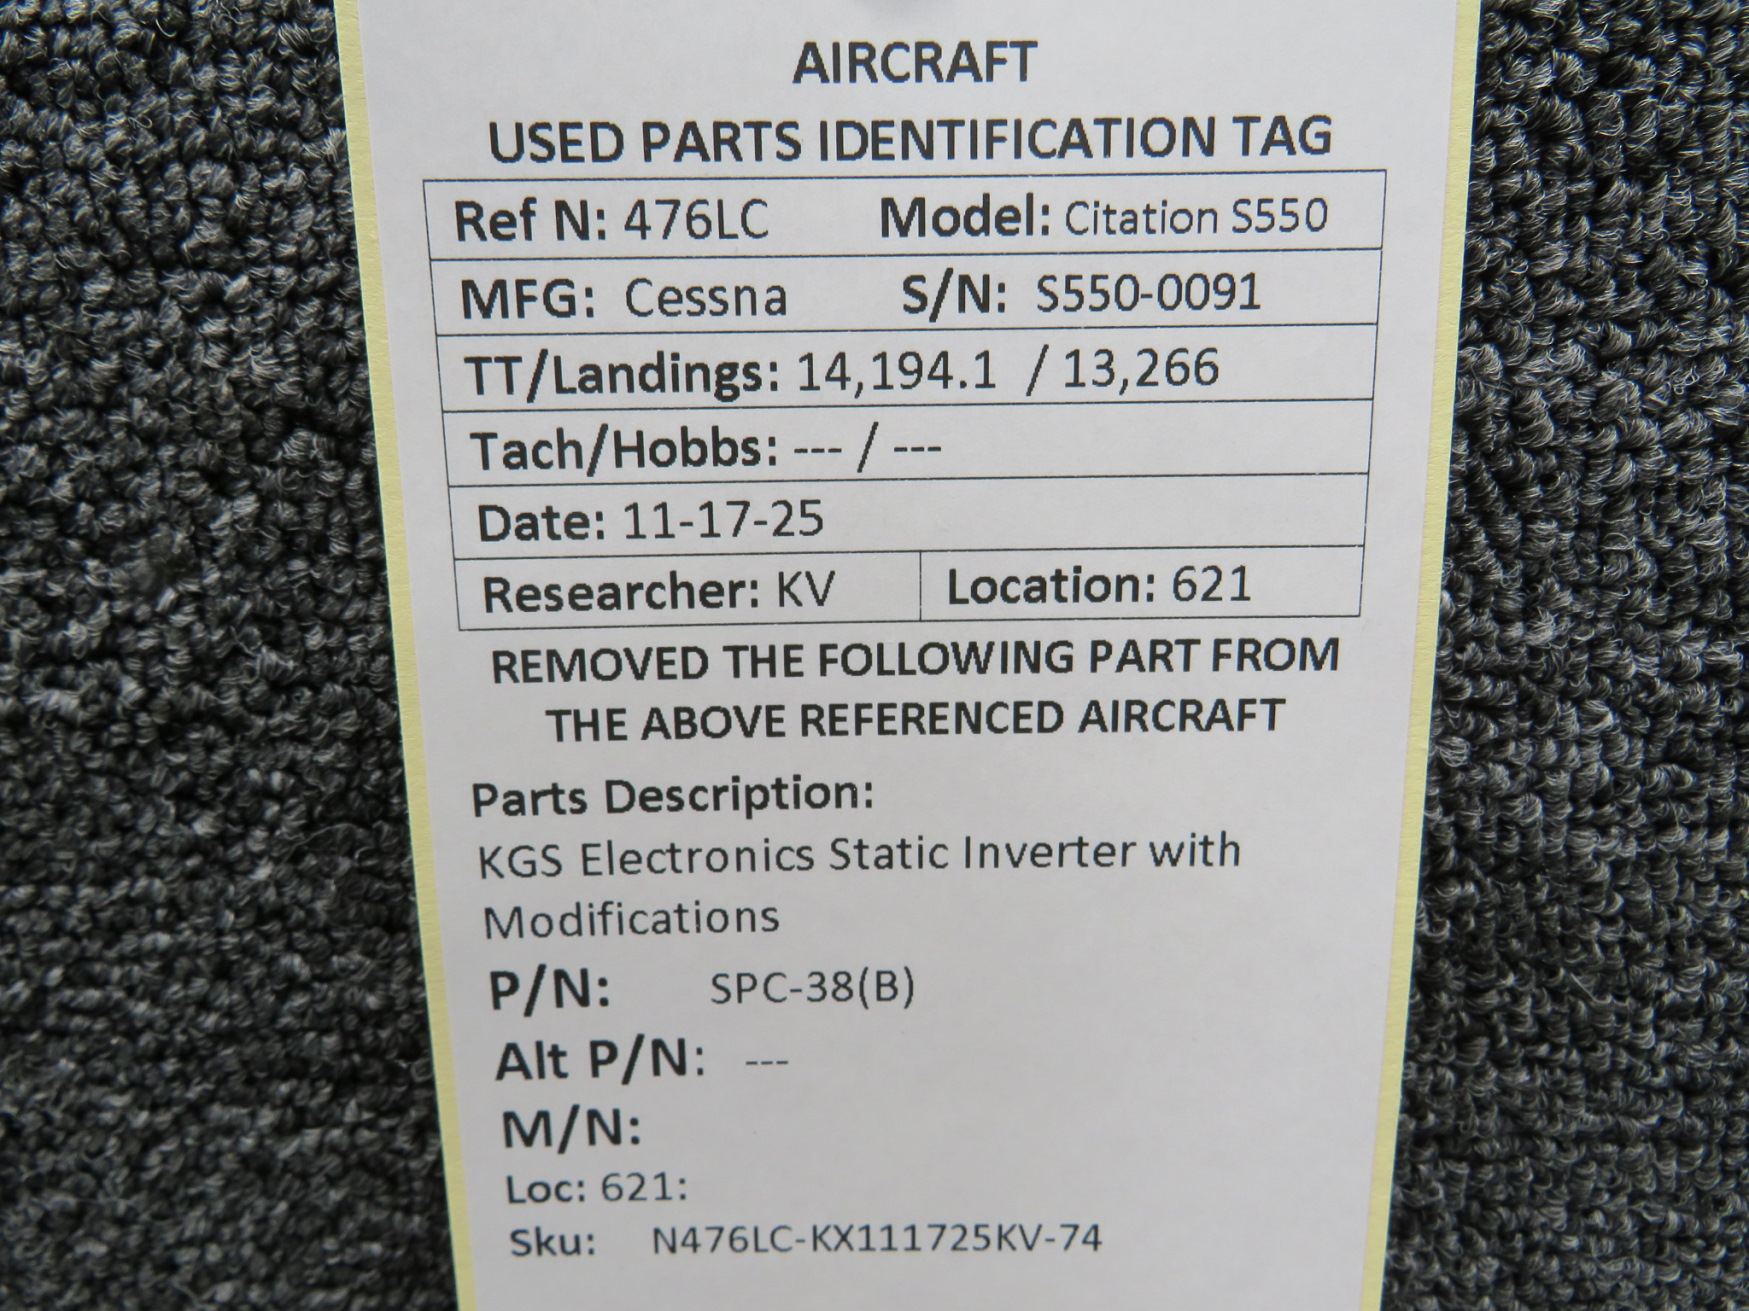 AIRCRAFT
USED PARTS IDENTIFICATION TAG
Ref N: 476LC Model: Citation S550
MFG: Cessna S/N: S550-0091
TT/Landings: 14,194.1 / 13,266
Tach/Hobbs: --- / ---
Date: 11-17-25
Researcher: KV Location: 621
REMOVED THE FOLLOWING PART FROM
THE ABOVE REFERENCED AIRCRAFT
Parts Description:
KGS Electronics Static Inverter with
Modifications
P/N: SPC-38(B)
Alt P/N: ---
M/N:
Loc: 621:
Sku: N476LC-KX111725KV-74